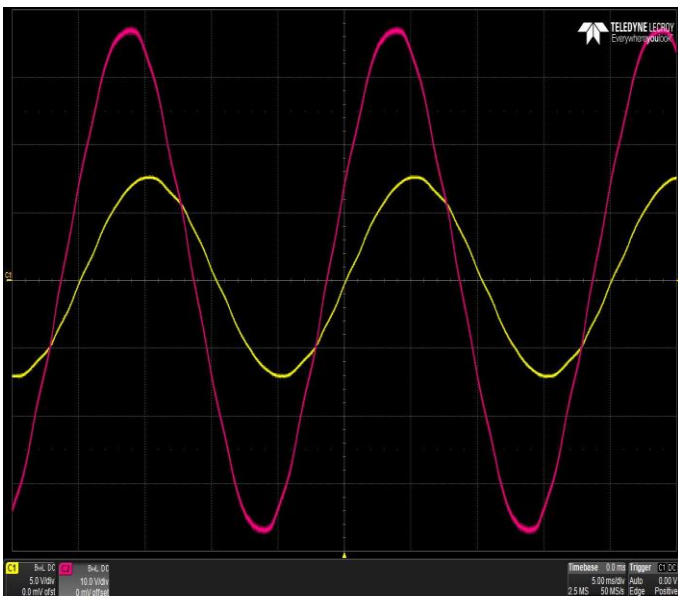 TELEDYNE LECROY
Everywhereyoulook
C2
C1 BwL DC
5.0 V/div
0.0 mV ofst
C2 BwL DC
10.0 V/div
0 mV offset
Timebase 0.0 ms
5.00 ms/div
2.5 MS 50 MS/s
Trigger C1 DC
Auto 0.00 V
Edge Positive